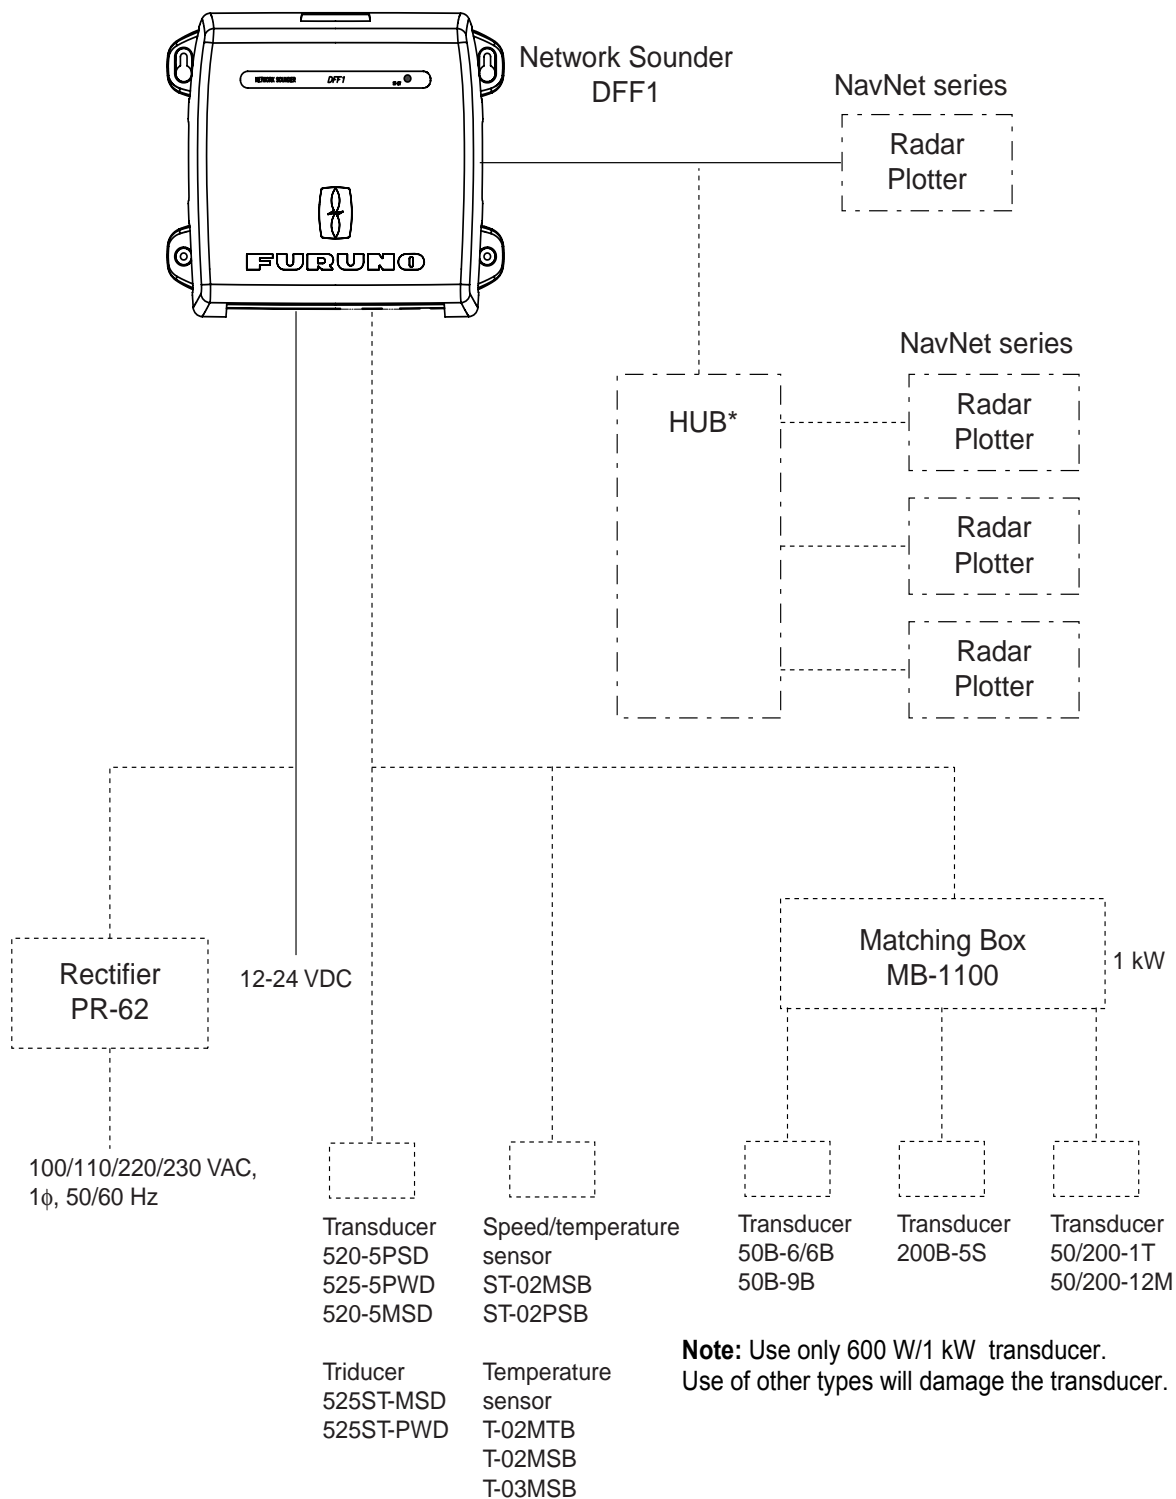 Network Sounder
DFF1
NavNet series
NETWORK SOUNDER DFF1
Radar
Plotter
FURUNO
NavNet series
HUB*
Radar
Plotter
Radar
Plotter
Radar
Plotter
Rectifier
PR-62
12-24 VDC
Matching Box
MB-1100
1 kW
100/110/220/230 VAC,
1ϕ, 50/60 Hz
Transducer
520-5PSD
525-5PWD
520-5MSD
Triducer
525ST-MSD
525ST-PWD
Speed/temperature
sensor
ST-02MSB
ST-02PSB
Temperature
sensor
T-02MTB
T-02MSB
T-03MSB
Transducer
50B-6/6B
50B-9B
Transducer
200B-5S
Transducer
50/200-1T
50/200-12M
Note: Use only 600 W/1 kW transducer.
Use of other types will damage the transducer.